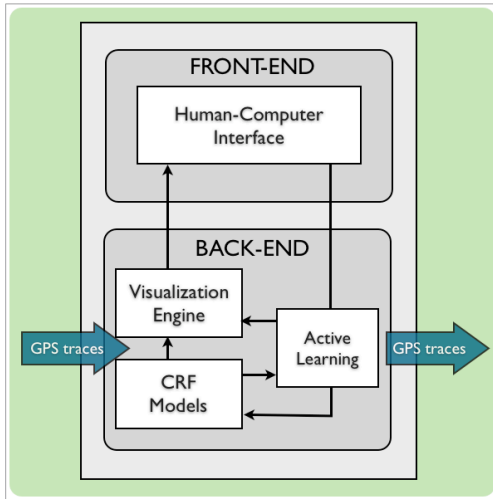 FRONT-END
Human-Computer
Interface
BACK-END
Visualization
Engine
GPS traces
Active
Learning
GPS traces
CRF
Models